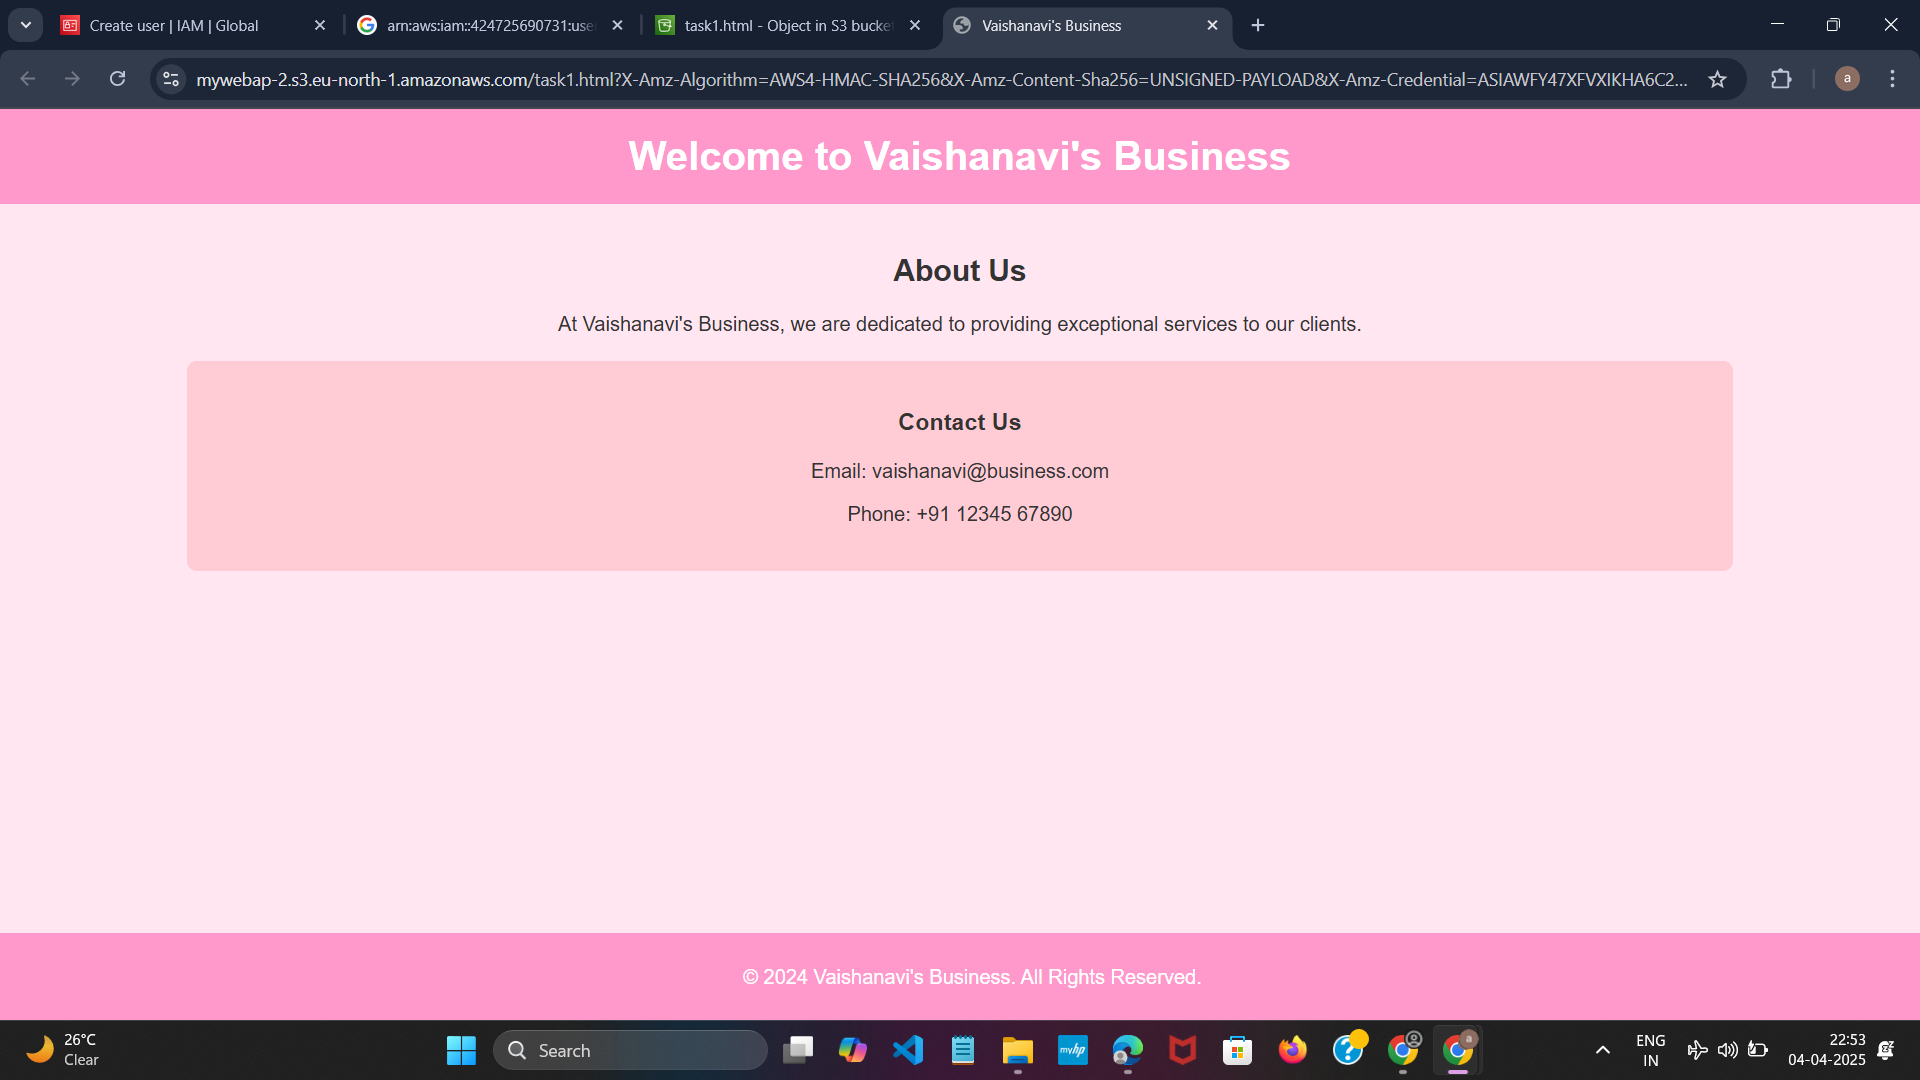 Create user | IAM | Global
arn:aws:iam::424725690731:use
task1.html - Object in S3 bucket
Vaishanavi's Business
mywebap-2.s3.eu-north-1.amazonaws.com/task1.html?X-Amz-Algorithm=AWS4-HMAC-SHA256&X-Amz-Content-Sha256=UNSIGNED-PAYLOAD&X-Amz-Credential=ASIAWFY47XFVXIKHA6C2...
a
Welcome to Vaishanavi's Business
About Us
At Vaishanavi's Business, we are dedicated to providing exceptional services to our clients.
Contact Us
Email: vaishanavi@business.com
Phone: +91 12345 67890
© 2024 Vaishanavi's Business. All Rights Reserved.
26°C
Clear
Search
myhp
a
ENG
IN
22:53
04-04-2025